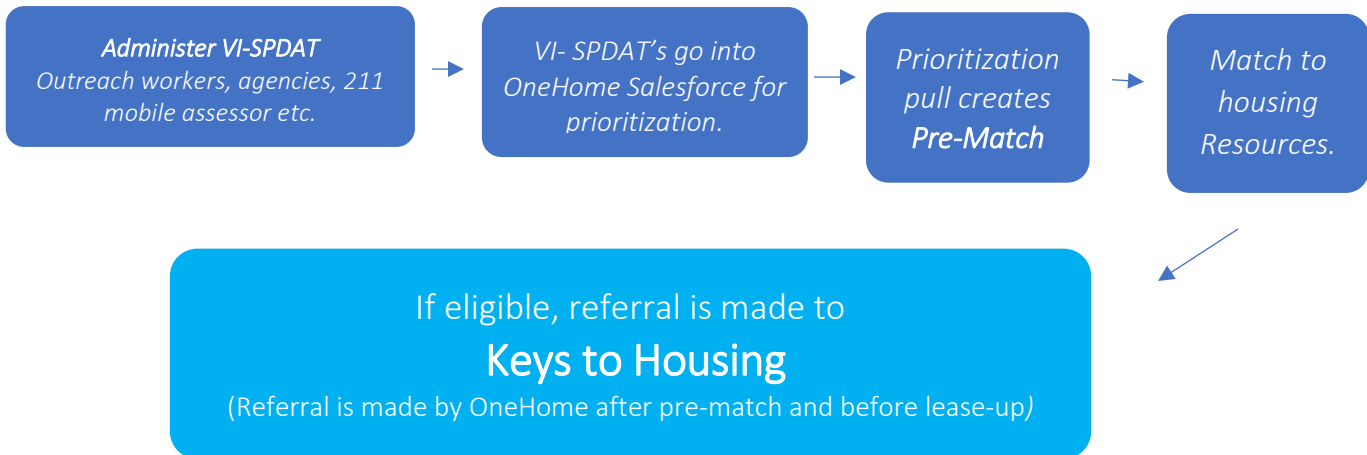 Administer VI-SPDAT
Outreach workers, agencies, 211
mobile assessor etc.
VI- SPDAT’s go into
OneHome Salesforce for
prioritization.
Prioritization
pull creates
Pre-Match
Match to
housing
Resources.
If eligible, referral is made to
Keys to Housing
(Referral is made by OneHome after pre-match and before lease-up)